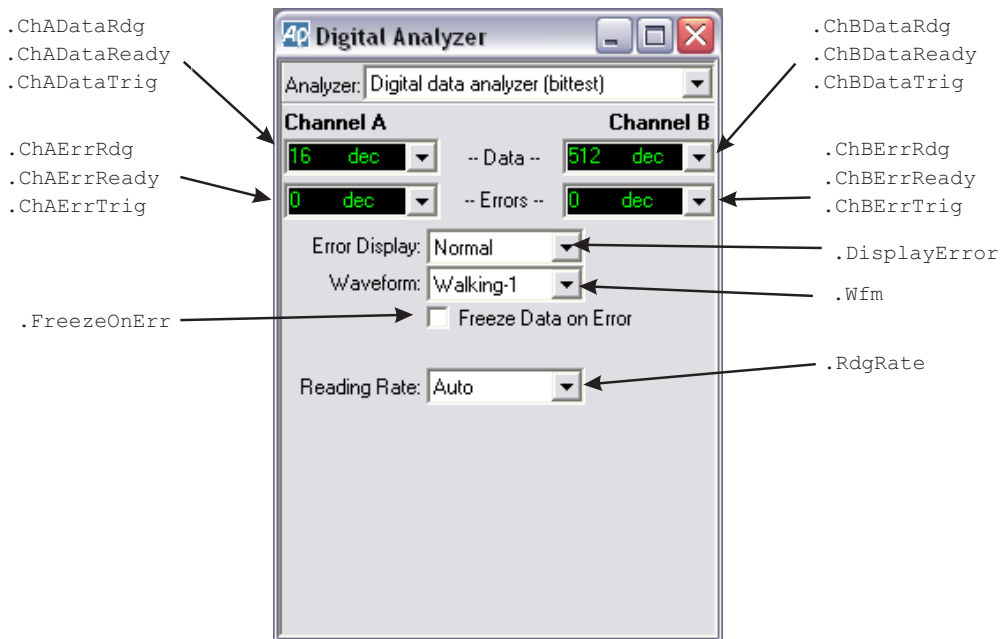 .ChADataRdg
.ChADataReady
.ChADataTrig
.ChAErrRdg
.ChAErrReady
.ChAErrTrig
.FreezeOnErr
Ap Digital Analyzer
Analyzer: Digital data analyzer (bittest)
Channel A Channel B
16 dec -- Data -- 512 dec
0 dec -- Errors -- 0 dec
Error Display: Normal
Waveform: Walking-1
Freeze Data on Error
Reading Rate: Auto
.ChBDataRdg
.ChBDataReady
.ChBDataTrig
.ChBErrRdg
.ChBErrReady
.ChBErrTrig
.DisplayError
.Wfm
.RdgRate